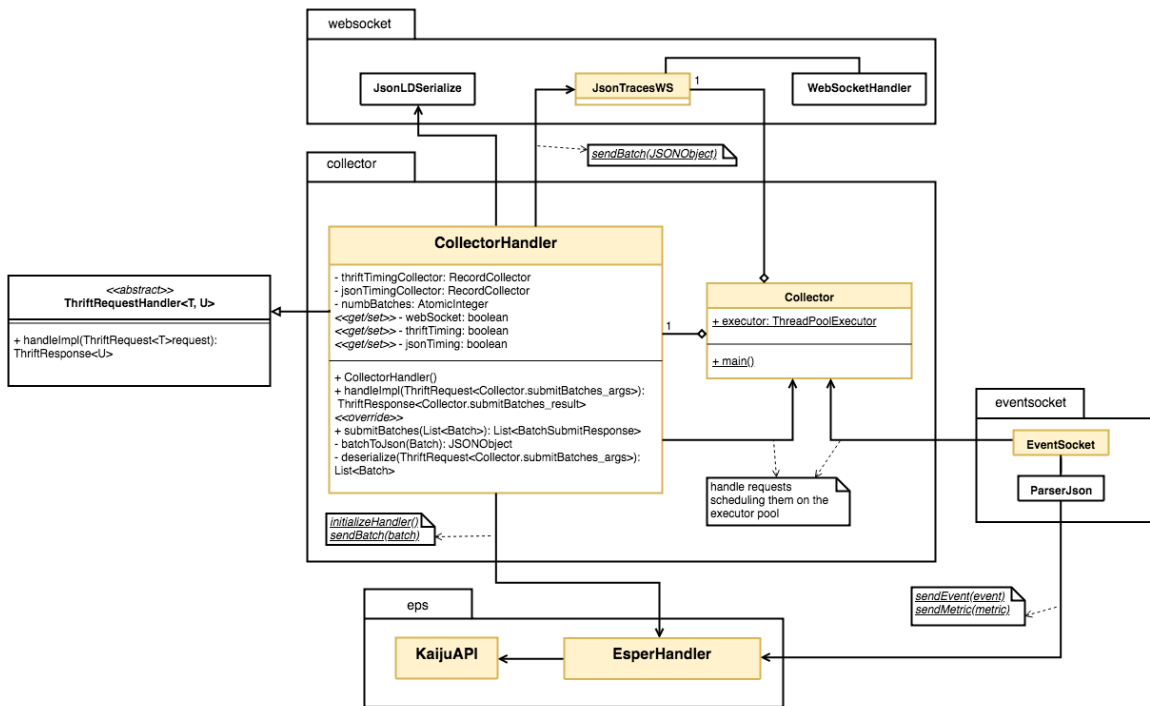 websocket
JsonLDSerialize
JsonTracesWS
1
WebSocketHandler
sendBatch(JSONObject)
collector
CollectorHandler
- thriftTimingCollector: RecordCollector
- jsonTimingCollector: RecordCollector
- numbBatches: AtomicInteger
<<get/set>> - webSocket: boolean
<<get/set>> - thriftTiming: boolean
<<get/set>> - jsonTiming: boolean
+ CollectorHandler()
+ handleImpl(ThriftRequest<Collector.submitBatches_args>):
ThriftResponse<Collector.submitBatches_result>
<<override>>
+ submitBatches(List<Batch>): List<BatchSubmitResponse>
- batchToJson(Batch): JSONObject
- deserialize(ThriftRequest<Collector.submitBatches_args>):
List<Batch>
<<abstract>>
ThriftRequestHandler<T, U>
+ handleImpl(ThriftRequest<T>request):
ThriftResponse<U>
1
Collector
+ executor: ThreadPoolExecutor
+ main()
eventsocket
EventSocket
ParserJson
handle requests
scheduling them on the
executor pool
initializeHandler()
sendBatch(batch)
sendEvent(event)
sendMetric(metric)
eps
KaijuAPI
EsperHandler